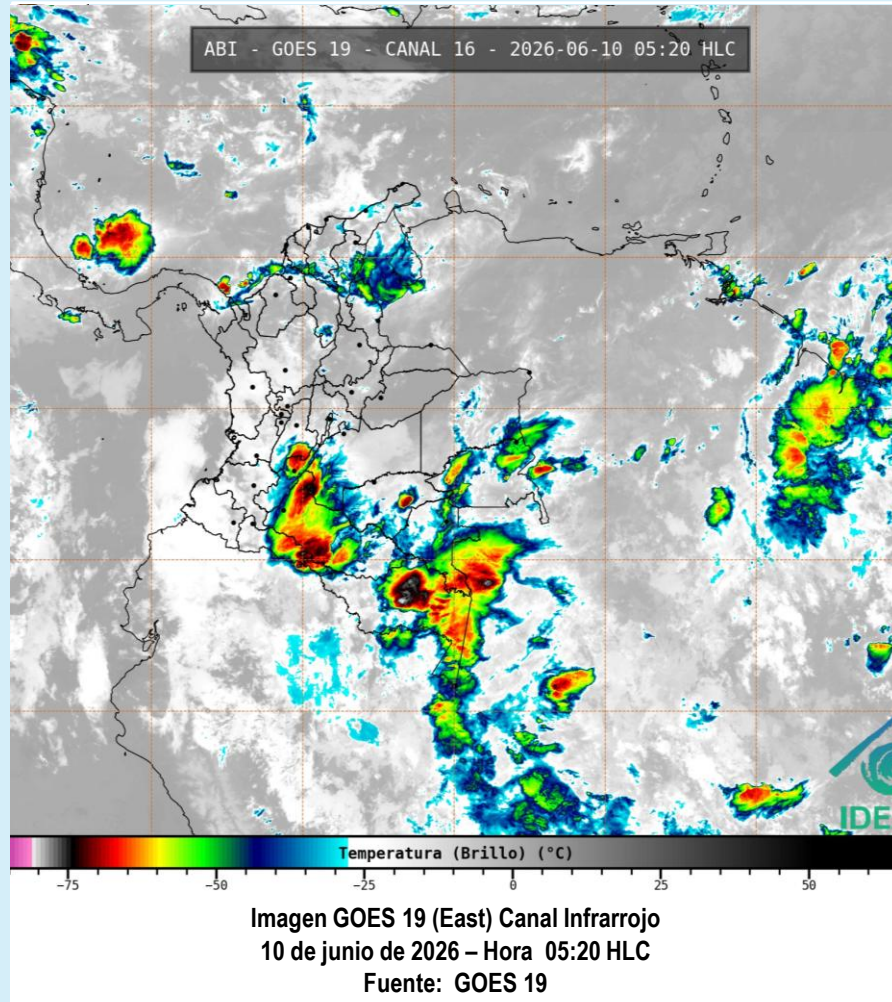 ABI - GOES 19 - CANAL 16 - 2026-06-10 05:20 HLC
IDE
Temperatura (Brillo) (°C)
−75 −50 −25 0 25 50
Imagen GOES 19 (East) Canal Infrarrojo
10 de junio de 2026 – Hora 05:20 HLC
Fuente: GOES 19